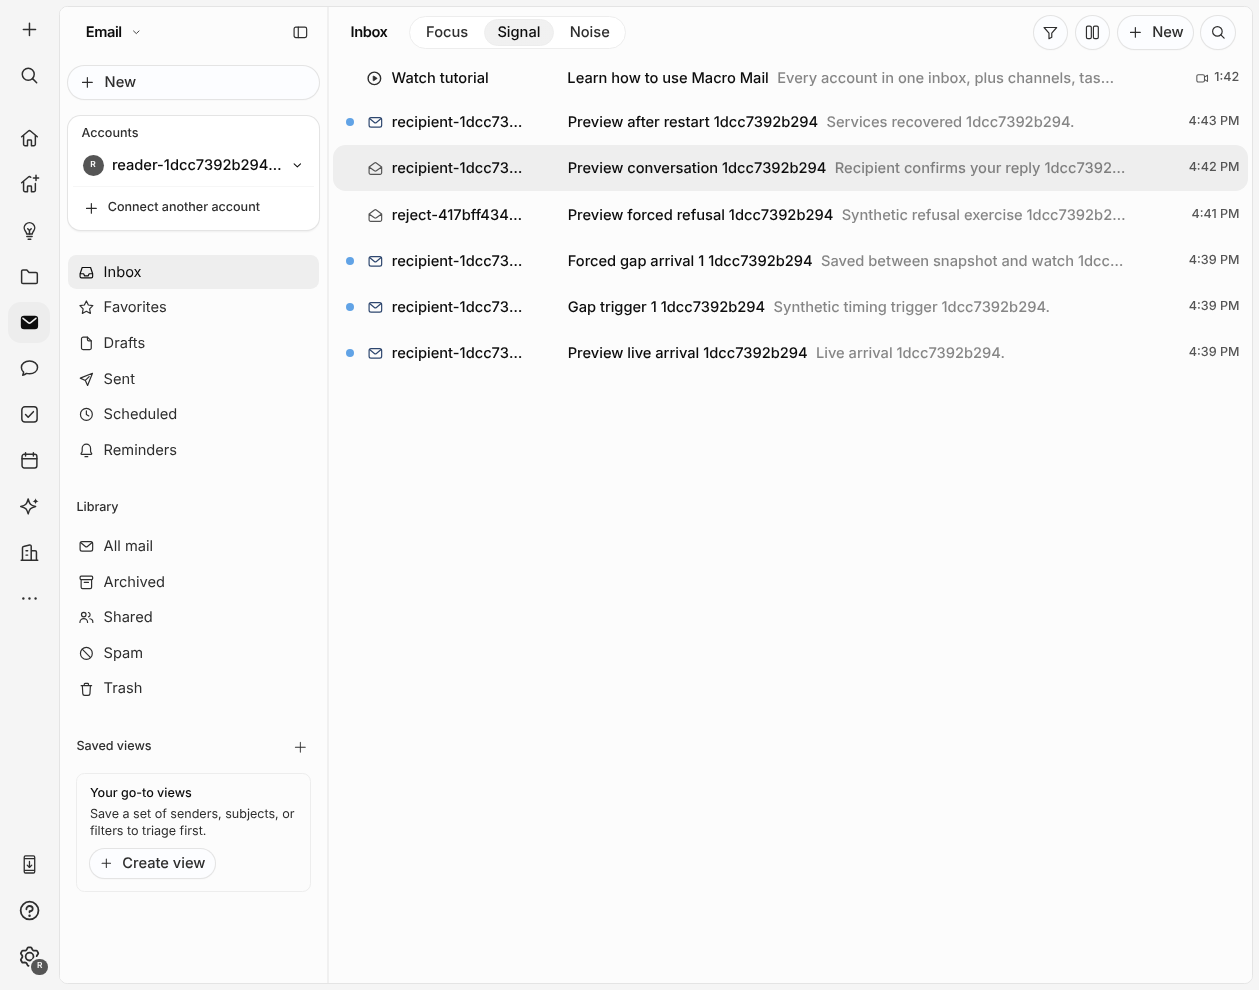 Email
New
Accounts
R reader-1dcc7392b294...
Connect another account
Inbox
Favorites
Drafts
Sent
Scheduled
Reminders
Library
All mail
Archived
Shared
Spam
Trash
Saved views
Your go-to views
Save a set of senders, subjects, or
filters to triage first.
Create view
R
Inbox Focus Signal Noise New
Watch tutorial Learn how to use Macro Mail Every account in one inbox, plus channels, tas... 1:42
recipient-1dcc73... Preview after restart 1dcc7392b294 Services recovered 1dcc7392b294. 4:43 PM
recipient-1dcc73... Preview conversation 1dcc7392b294 Recipient confirms your reply 1dcc7392... 4:42 PM
reject-417bff434... Preview forced refusal 1dcc7392b294 Synthetic refusal exercise 1dcc7392b2... 4:41 PM
recipient-1dcc73... Forced gap arrival 1 1dcc7392b294 Saved between snapshot and watch 1dcc... 4:39 PM
recipient-1dcc73... Gap trigger 1 1dcc7392b294 Synthetic timing trigger 1dcc7392b294. 4:39 PM
recipient-1dcc73... Preview live arrival 1dcc7392b294 Live arrival 1dcc7392b294. 4:39 PM